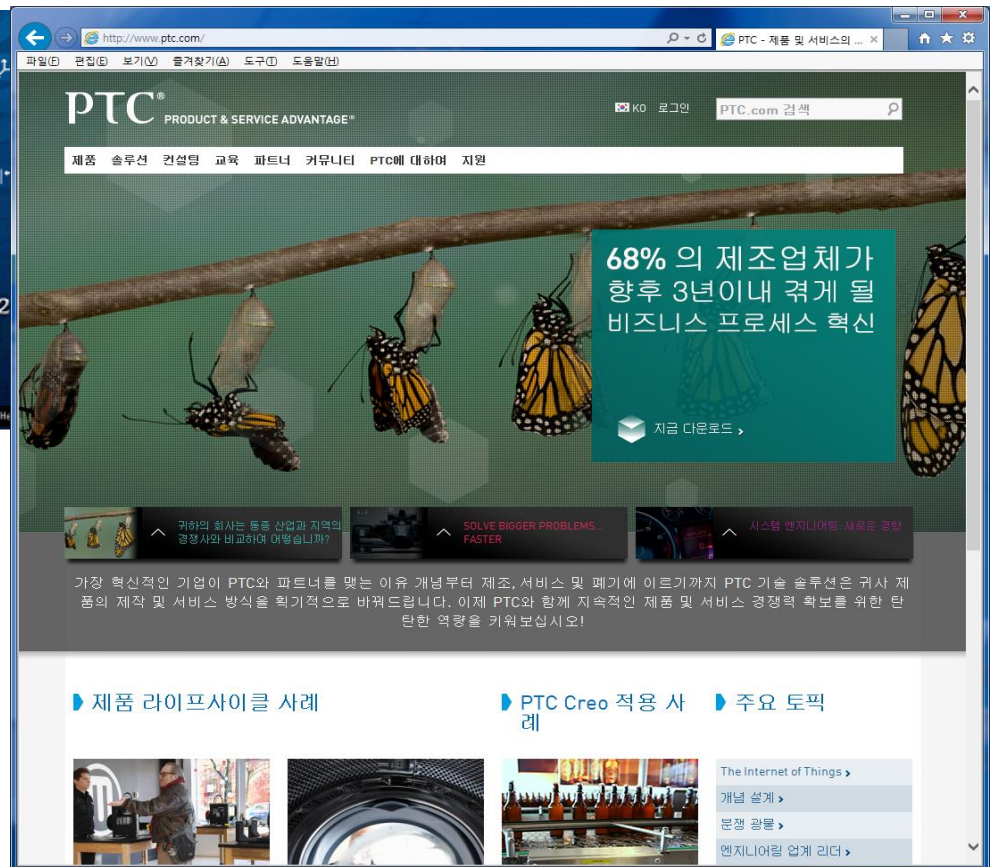 http://www.ptc.com/
PTC - 제품 및 서비스의 ...
파일(F) 편집(E) 보기(V) 즐겨찾기(A) 도구(T) 도움말(H)
PTC®
PRODUCT & SERVICE ADVANTAGE®
KO 로그인
PTC.com 검색
제품 솔루션 컨설팅 교육 파트너 커뮤니티 PTC에 대하여 지원
68% 의 제조업체가
향후 3년이내 겪게 될
비즈니스 프로세스 혁신
지금 다운로드
귀하의 회사는 동종 산업과 지역의
경쟁사와 비교하여 어떻습니까?
SOLVE BIGGER PROBLEMS...
FASTER
시스템 엔지니어링: 새로운 경향
가장 혁신적인 기업이 PTC와 파트너를 맺는 이유 개념부터 제조, 서비스 및 폐기에 이르기까지 PTC 기술 솔루션은 귀사 제
품의 제작 및 서비스 방식을 획기적으로 바꿔드립니다. 이제 PTC와 함께 지속적인 제품 및 서비스 경쟁력 확보를 위한 탄
탄한 역량을 키워보십시오!
제품 라이프사이클 사례
PTC Creo 적용 사
례
주요 토픽
The Internet of Things
개념 설계
분쟁 광물
엔지니어링 업계 리더